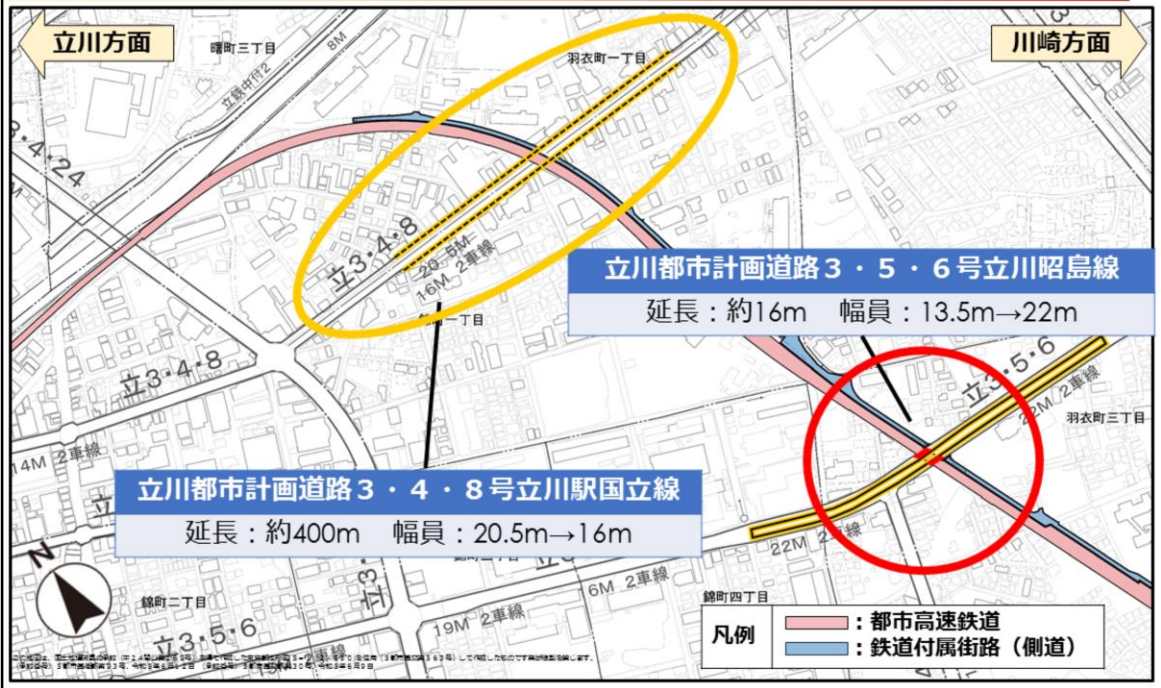 立川方面
川崎方面
曙町三丁目
8M
立鉄中付2
羽衣町一丁目
3・4・24
立3・4・8
20.5M
16M 2車線
立川都市計画道路3・5・6号立川昭島線
延長：約16m 幅員：13.5m→22m
立3・4・8
立3・5・6
22M 2車線
羽衣町三丁目
14M 2車線
立川都市計画道路3・4・8号立川駅国立線
延長：約400m 幅員：20.5m→16m
22M 2車線
N
錦町二丁目
16M 2車線
錦町四丁目
19M 2車線
立3・5・6
凡例
：都市高速鉄道
：鉄道付属街路（側道）